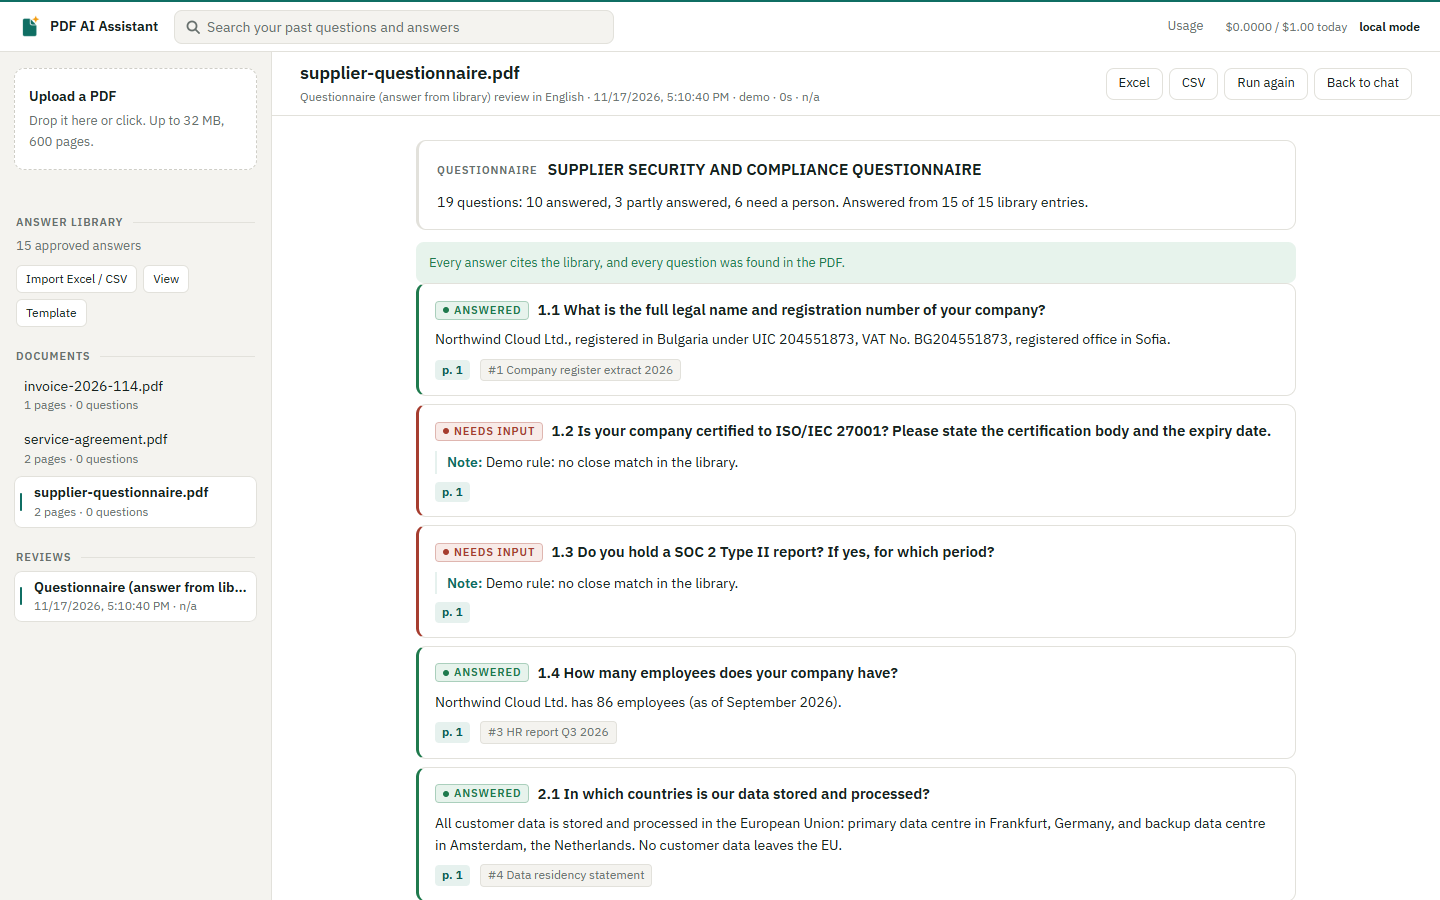 PDF AI Assistant
Search your past questions and answers
Usage
$0.0000 / $1.00 today
local mode
Upload a PDF
Drop it here or click. Up to 32 MB,
600 pages.
ANSWER LIBRARY
15 approved answers
Import Excel / CSV
View
Template
DOCUMENTS
invoice-2026-114.pdf
1 pages · 0 questions
service-agreement.pdf
2 pages · 0 questions
supplier-questionnaire.pdf
2 pages · 0 questions
REVIEWS
Questionnaire (answer from lib...
11/17/2026, 5:10:40 PM · n/a
supplier-questionnaire.pdf
Questionnaire (answer from library) review in English · 11/17/2026, 5:10:40 PM · demo · 0s · n/a
Excel
CSV
Run again
Back to chat
QUESTIONNAIRE SUPPLIER SECURITY AND COMPLIANCE QUESTIONNAIRE
19 questions: 10 answered, 3 partly answered, 6 need a person. Answered from 15 of 15 library entries.
Every answer cites the library, and every question was found in the PDF.
ANSWERED 1.1 What is the full legal name and registration number of your company?
Northwind Cloud Ltd., registered in Bulgaria under UIC 204551873, VAT No. BG204551873, registered office in Sofia.
p. 1 #1 Company register extract 2026
NEEDS INPUT 1.2 Is your company certified to ISO/IEC 27001? Please state the certification body and the expiry date.
Note: Demo rule: no close match in the library.
p. 1
NEEDS INPUT 1.3 Do you hold a SOC 2 Type II report? If yes, for which period?
Note: Demo rule: no close match in the library.
p. 1
ANSWERED 1.4 How many employees does your company have?
Northwind Cloud Ltd. has 86 employees (as of September 2026).
p. 1 #3 HR report Q3 2026
ANSWERED 2.1 In which countries is our data stored and processed?
All customer data is stored and processed in the European Union: primary data centre in Frankfurt, Germany, and backup data centre
in Amsterdam, the Netherlands. No customer data leaves the EU.
p. 1 #4 Data residency statement